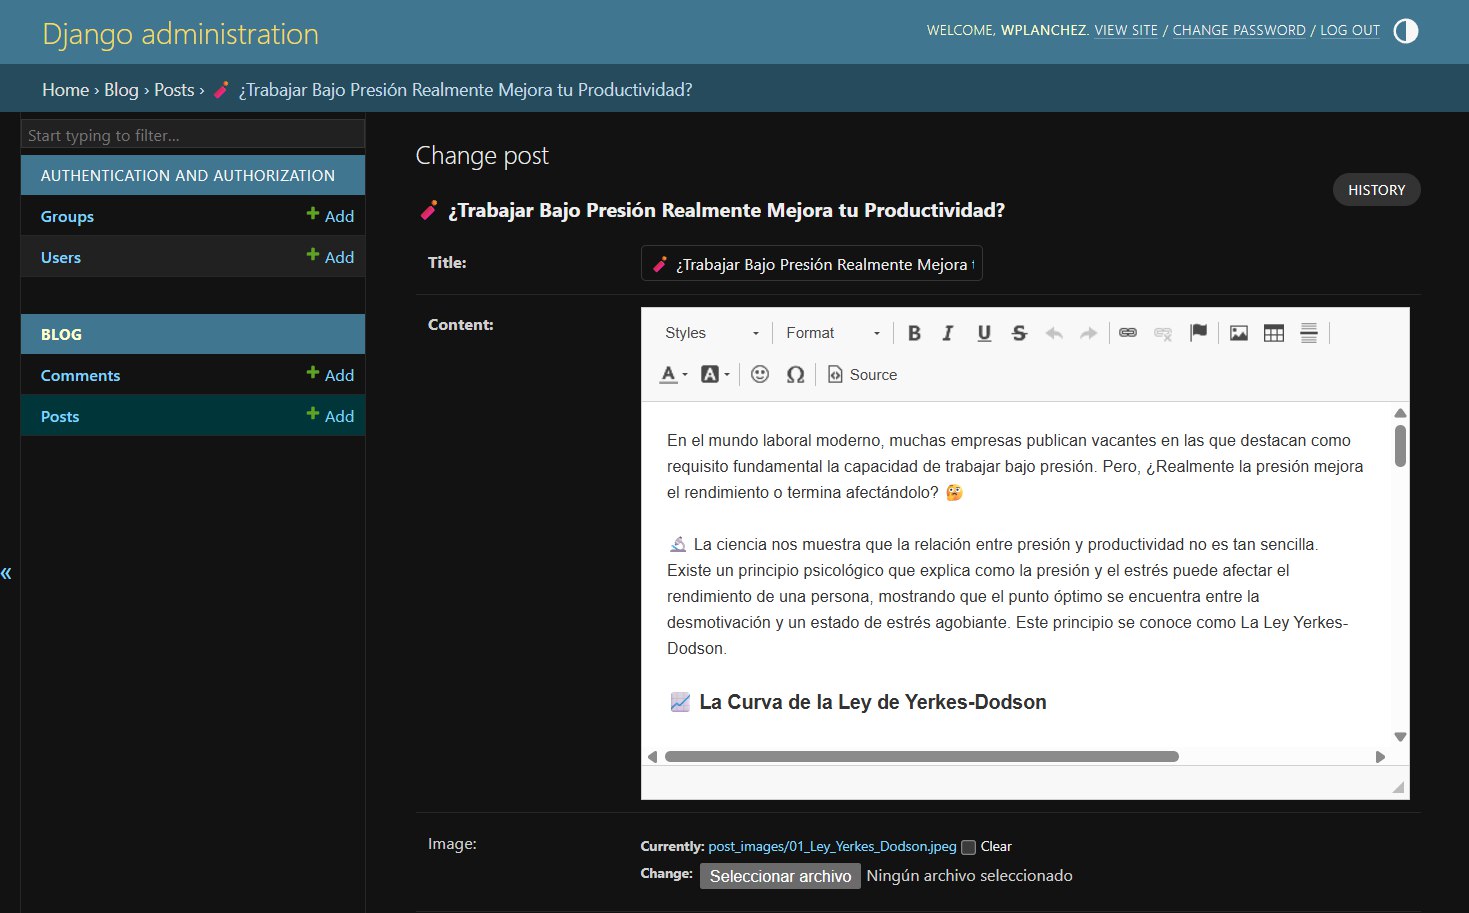 Django administration
WELCOME, WPLANCHEZ. VIEW SITE / CHANGE PASSWORD / LOG OUT
Home › Blog › Posts › 🧨 ¿Trabajar Bajo Presión Realmente Mejora tu Productividad?
Start typing to filter...
AUTHENTICATION AND AUTHORIZATION
Groups + Add
Users + Add
BLOG
Comments + Add
Posts + Add
«
Change post
HISTORY
🧨 ¿Trabajar Bajo Presión Realmente Mejora tu Productividad?
Title: 🧨 ¿Trabajar Bajo Presión Realmente Mejora
Content:
Styles Format B I U S
A A Ω Source
En el mundo laboral moderno, muchas empresas publican vacantes en las que destacan como
requisito fundamental la capacidad de trabajar bajo presión. Pero, ¿Realmente la presión mejora
el rendimiento o termina afectándolo? 🤔
🔬 La ciencia nos muestra que la relación entre presión y productividad no es tan sencilla.
Existe un principio psicológico que explica como la presión y el estrés puede afectar el
rendimiento de una persona, mostrando que el punto óptimo se encuentra entre la
desmotivación y un estado de estrés agobiante. Este principio se conoce como La Ley Yerkes-
Dodson.
📈 La Curva de la Ley de Yerkes-Dodson
Image:
Currently: post_images/01_Ley_Yerkes_Dodson.jpeg Clear
Change: Seleccionar archivo Ningún archivo seleccionado